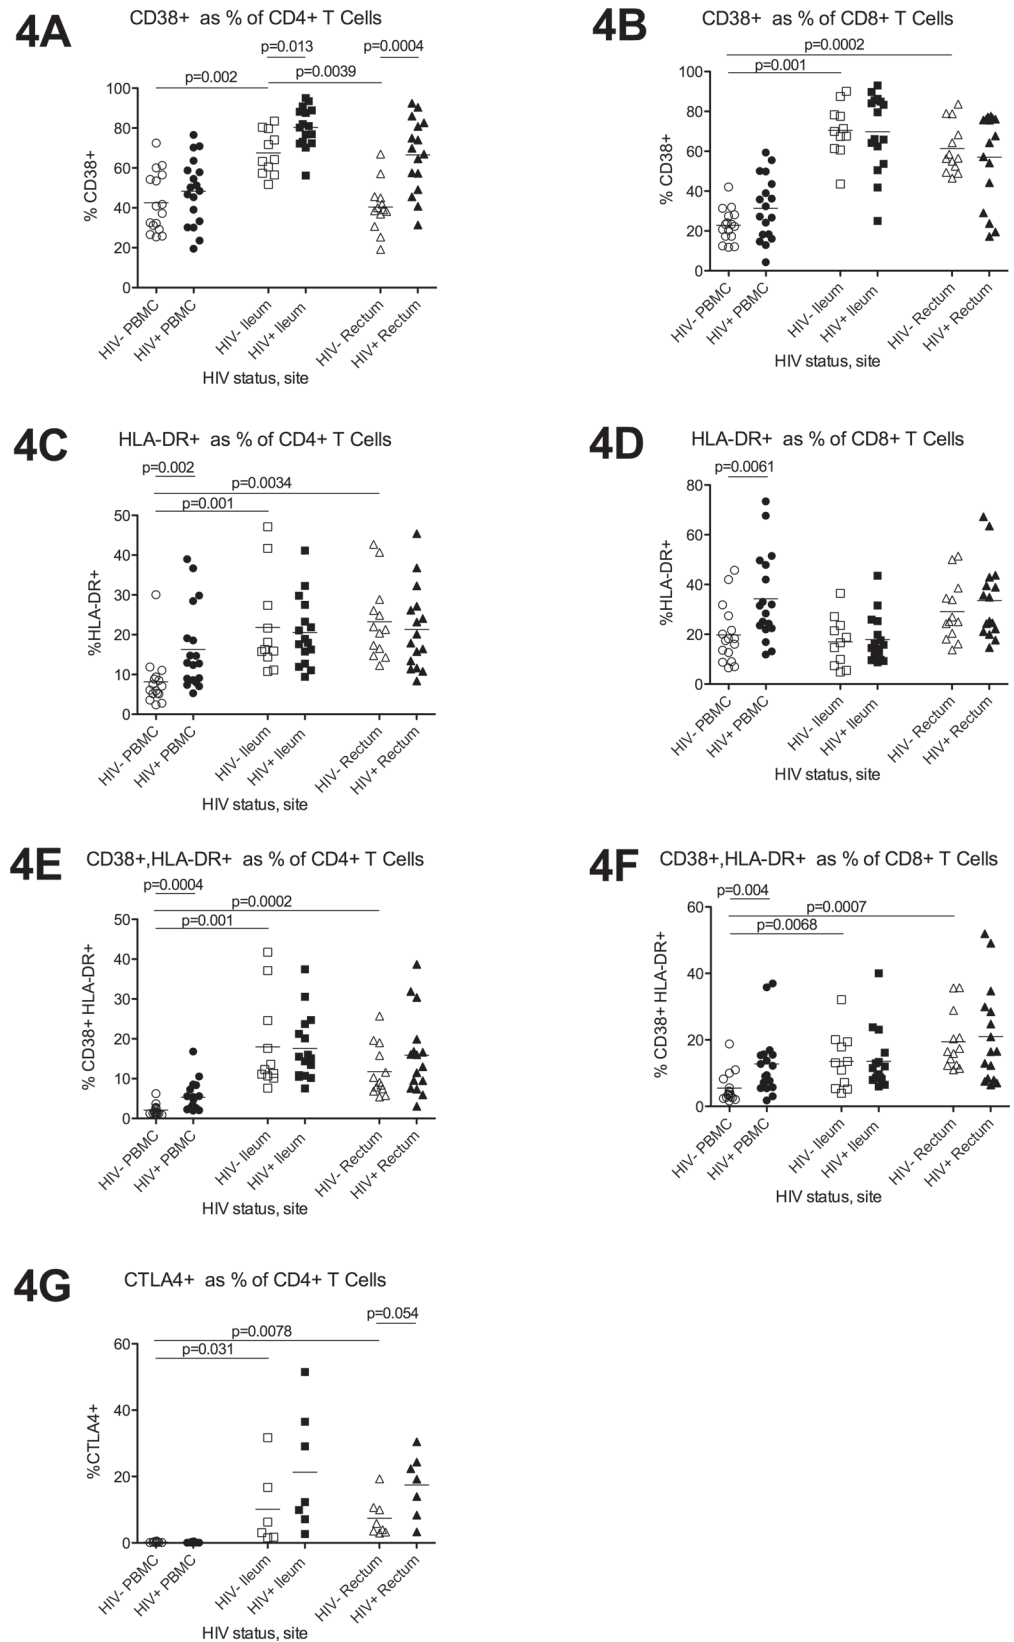 4A
CD38+ as % of CD4+ T Cells
p=0.013
p=0.0004
p=0.0039
p=0.002
% CD38+
100
80
60
40
20
0
HIV- PBMC
HIV+ PBMC
HIV- Ileum
HIV+ Ileum
HIV- Rectum
HIV+ Rectum
HIV status, site
4B
CD38+ as % of CD8+ T Cells
p=0.0002
p=0.001
% CD38+
100
80
60
40
20
0
HIV- PBMC
HIV+ PBMC
HIV- Ileum
HIV+ Ileum
HIV- Rectum
HIV+ Rectum
HIV status, site
4C
HLA-DR+ as % of CD4+ T Cells
p=0.002
p=0.0034
p=0.001
%HLA-DR+
50
40
30
20
10
0
HIV- PBMC
HIV+ PBMC
HIV- Ileum
HIV+ Ileum
HIV- Rectum
HIV+ Rectum
HIV status, site
4D
HLA-DR+ as % of CD8+ T Cells
p=0.0061
%HLA-DR+
80
60
40
20
0
HIV- PBMC
HIV+ PBMC
HIV- Ileum
HIV+ Ileum
HIV- Rectum
HIV+ Rectum
HIV status, site
4E
CD38+,HLA-DR+ as % of CD4+ T Cells
p=0.0004
p=0.0002
p=0.001
% CD38+ HLA-DR+
50
40
30
20
10
0
HIV- PBMC
HIV+ PBMC
HIV- Ileum
HIV+ Ileum
HIV- Rectum
HIV+ Rectum
HIV status, site
4F
CD38+,HLA-DR+ as % of CD8+ T Cells
p=0.004
p=0.0007
p=0.0068
% CD38+ HLA-DR+
60
40
20
0
HIV- PBMC
HIV+ PBMC
HIV- Ileum
HIV+ Ileum
HIV- Rectum
HIV+ Rectum
HIV status, site
4G
CTLA4+ as % of CD4+ T Cells
p=0.054
p=0.0078
p=0.031
%CTLA4+
60
40
20
0
HIV- PBMC
HIV+ PBMC
HIV- Ileum
HIV+ Ileum
HIV- Rectum
HIV+ Rectum
HIV status, site